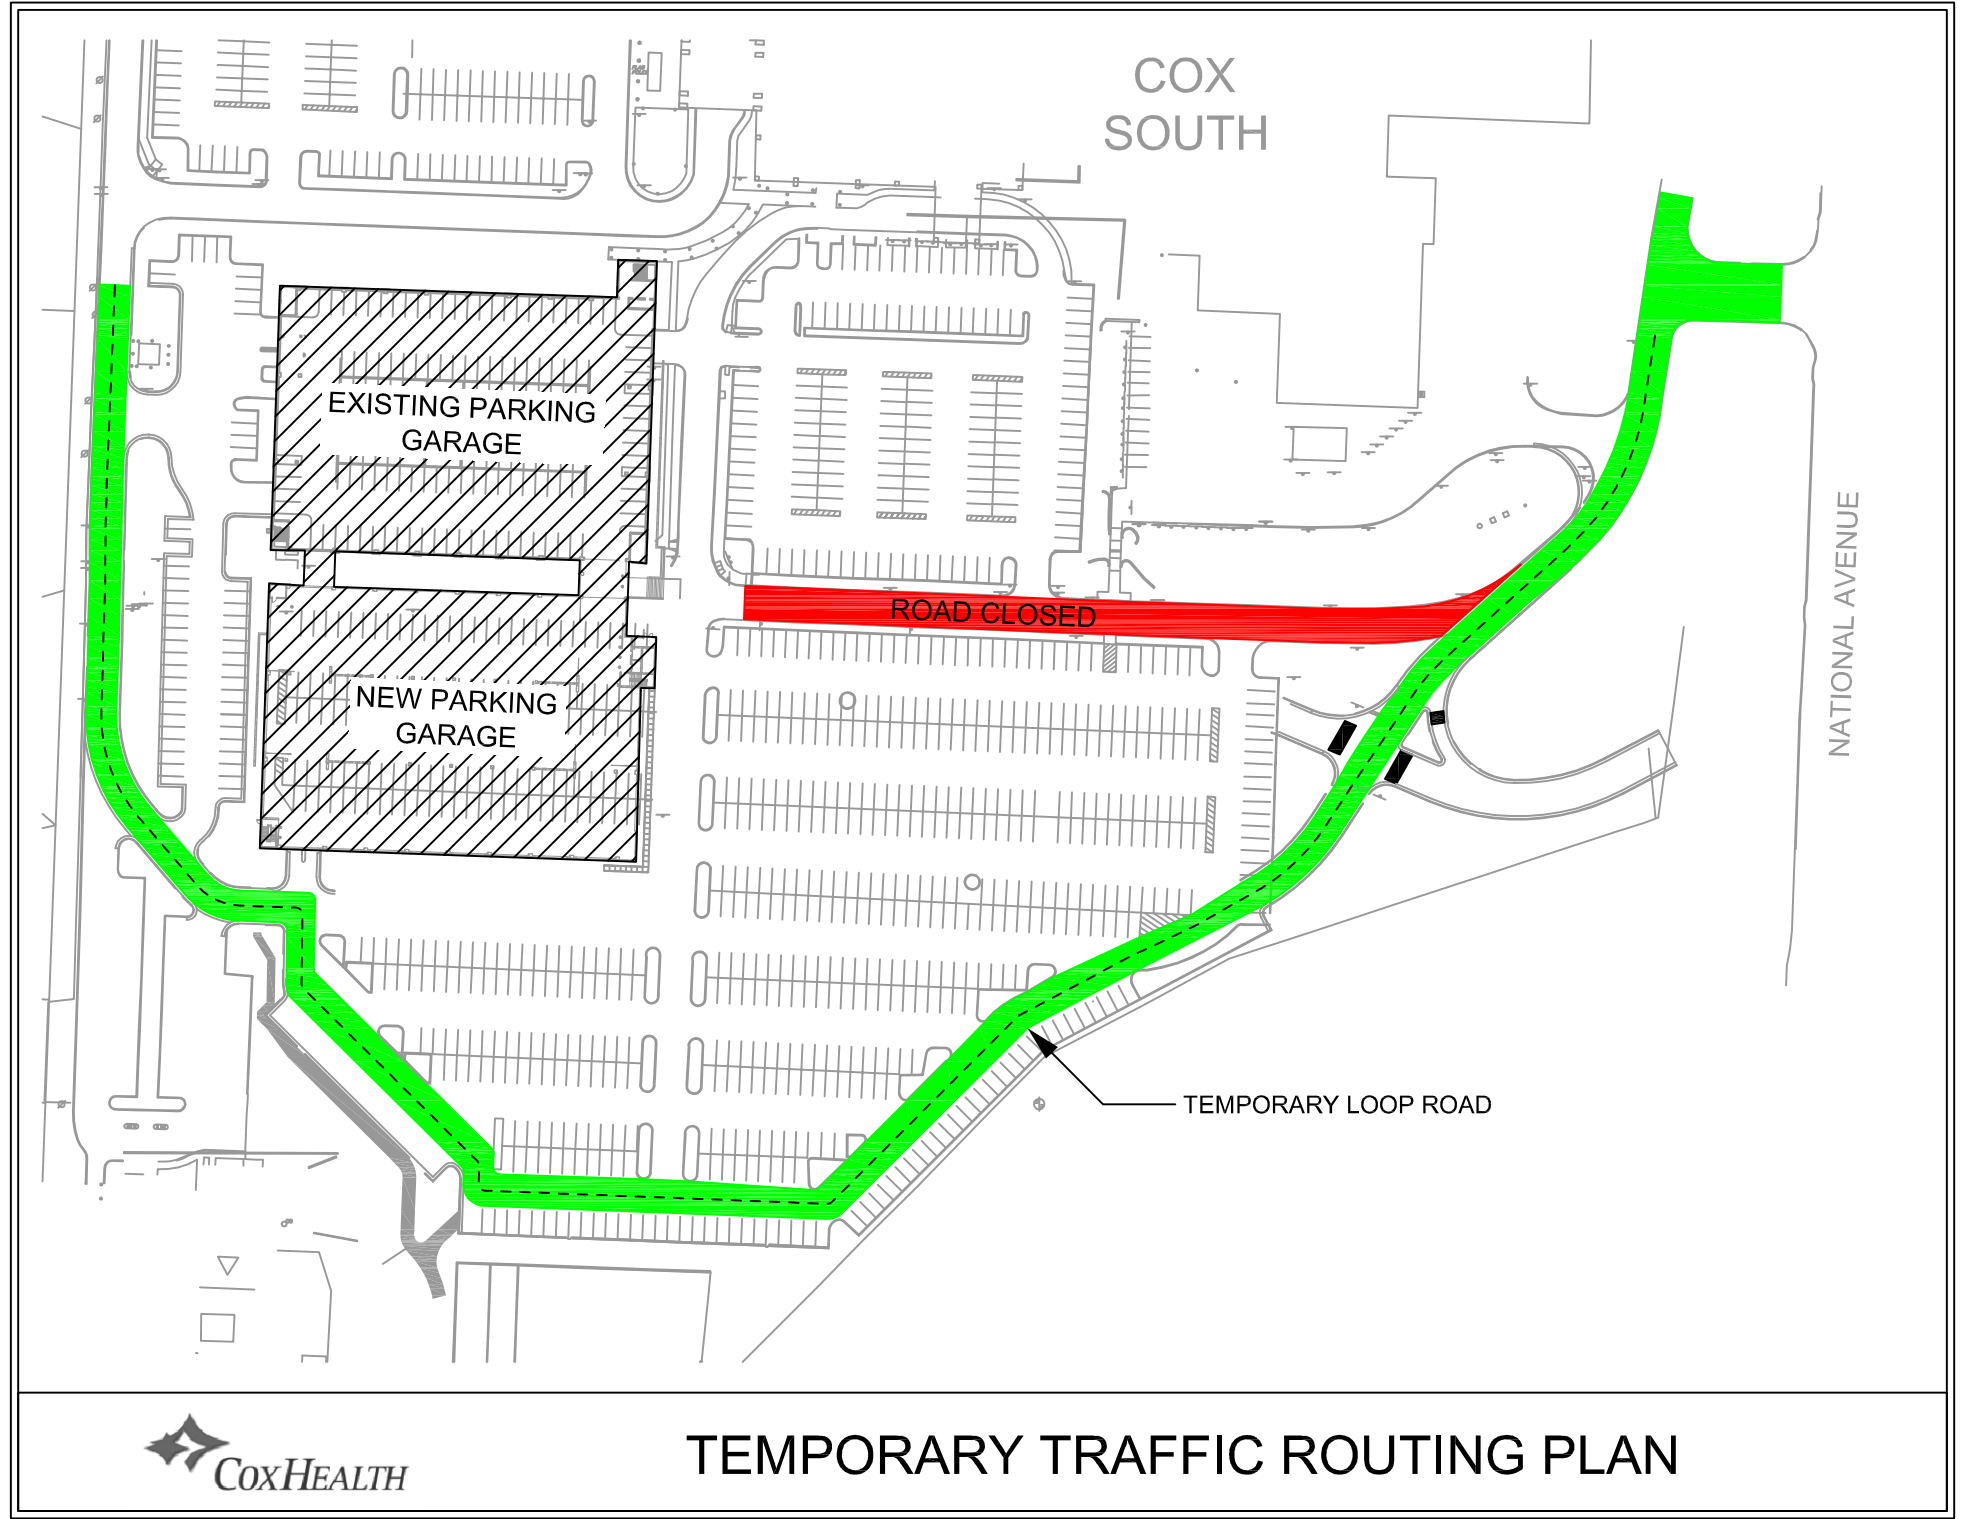 COX
SOUTH
EXISTING PARKING
GARAGE
ROAD CLOSED
NEW PARKING
GARAGE
NATIONAL AVENUE
TEMPORARY LOOP ROAD
COXHEALTH
TEMPORARY TRAFFIC ROUTING PLAN